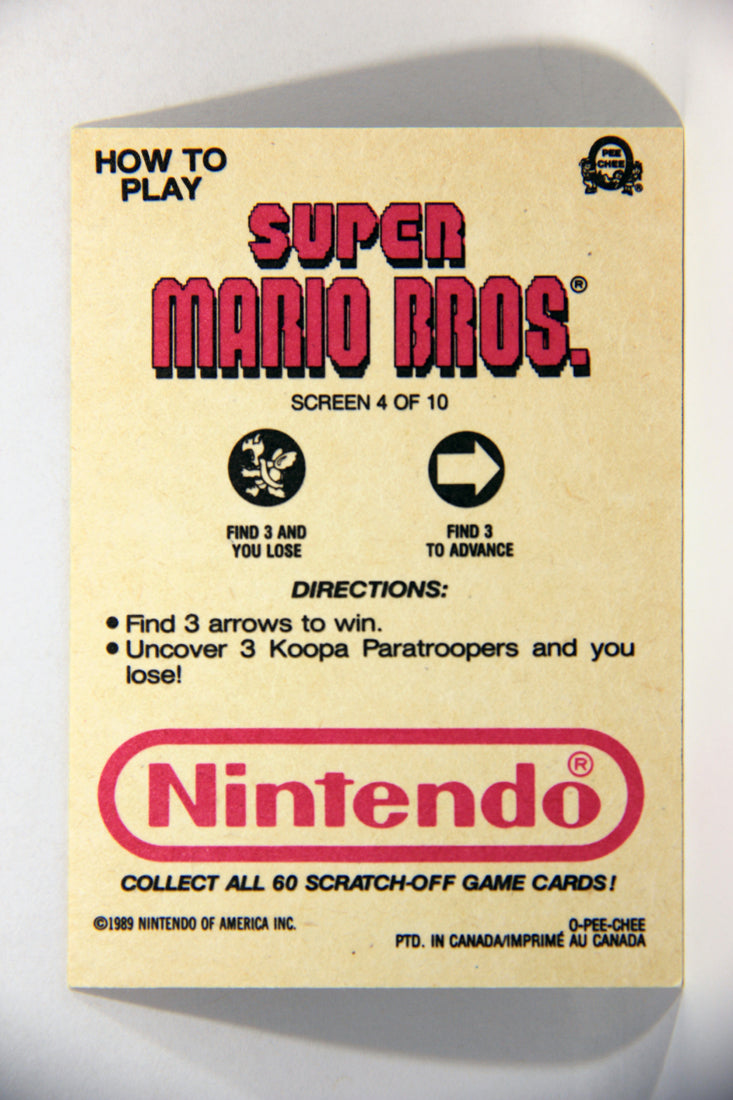 HOW TO
PLAY
PEE
CHEE
®
SUPER
MARIO BROS.®
SCREEN 4 OF 10
FIND 3 AND
YOU LOSE
FIND 3
TO ADVANCE
DIRECTIONS:
• Find 3 arrows to win.
• Uncover 3 Koopa Paratroopers and you
lose!
Nintendo®
COLLECT ALL 60 SCRATCH-OFF GAME CARDS!
©1989 NINTENDO OF AMERICA INC.
O-PEE-CHEE
PTD. IN CANADA/IMPRIMÉ AU CANADA